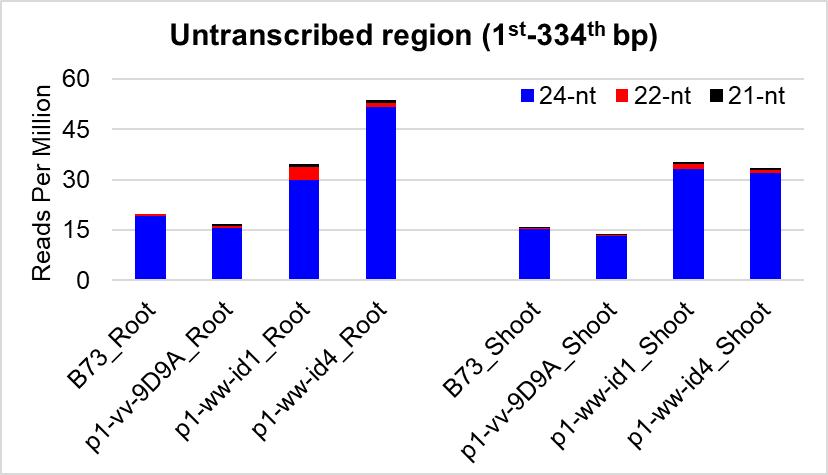 Untranscribed region (1st-334th bp)
Reads Per Million
60
45
30
15
0
24-nt 22-nt 21-nt
B73_Root
p1-vv-9D9A_Root
p1-ww-id1_Root
p1-ww-id4_Root
B73_Shoot
p1-vv-9D9A_Shoot
p1-ww-id1_Shoot
p1-ww-id4_Shoot